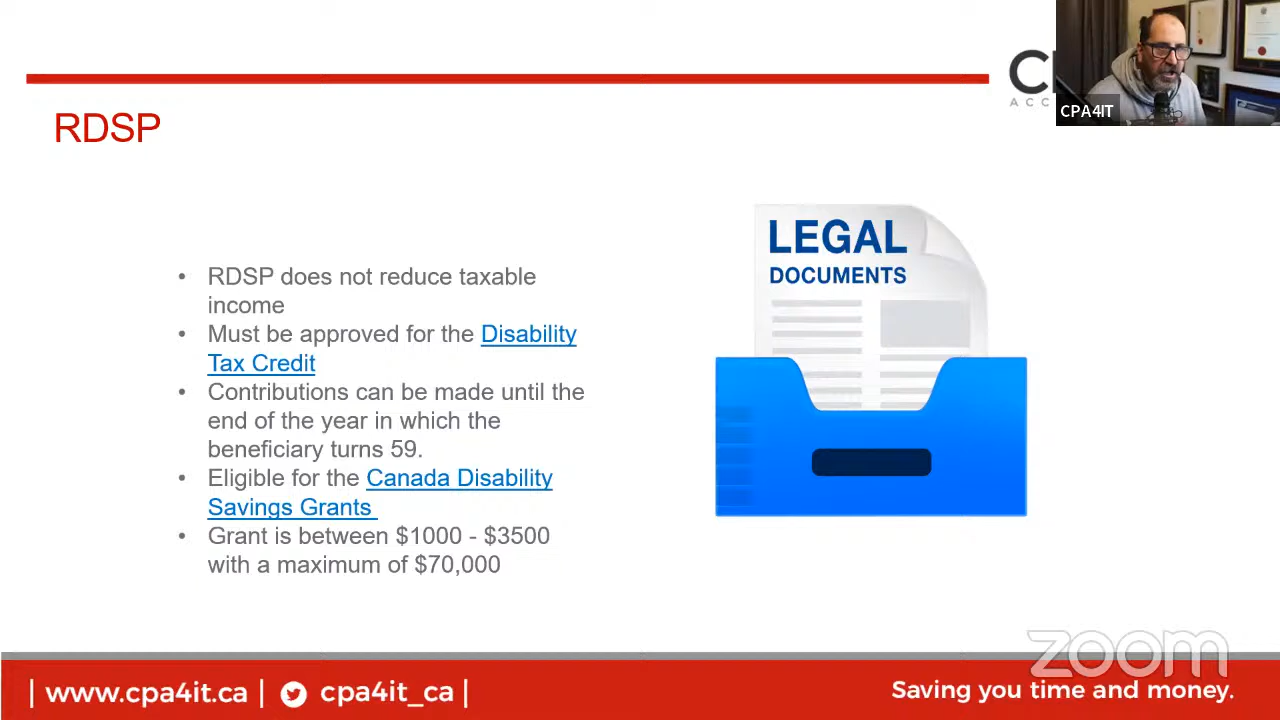 CPA4IT
RDSP
• RDSP does not reduce taxable
income
• Must be approved for the Disability
Tax Credit
• Contributions can be made until the
end of the year in which the
beneficiary turns 59.
• Eligible for the Canada Disability
Savings Grants
• Grant is between $1000 - $3500
with a maximum of $70,000
LEGAL
DOCUMENTS
zoom
| www.cpa4it.ca | cpa4it_ca |
Saving you time and money.